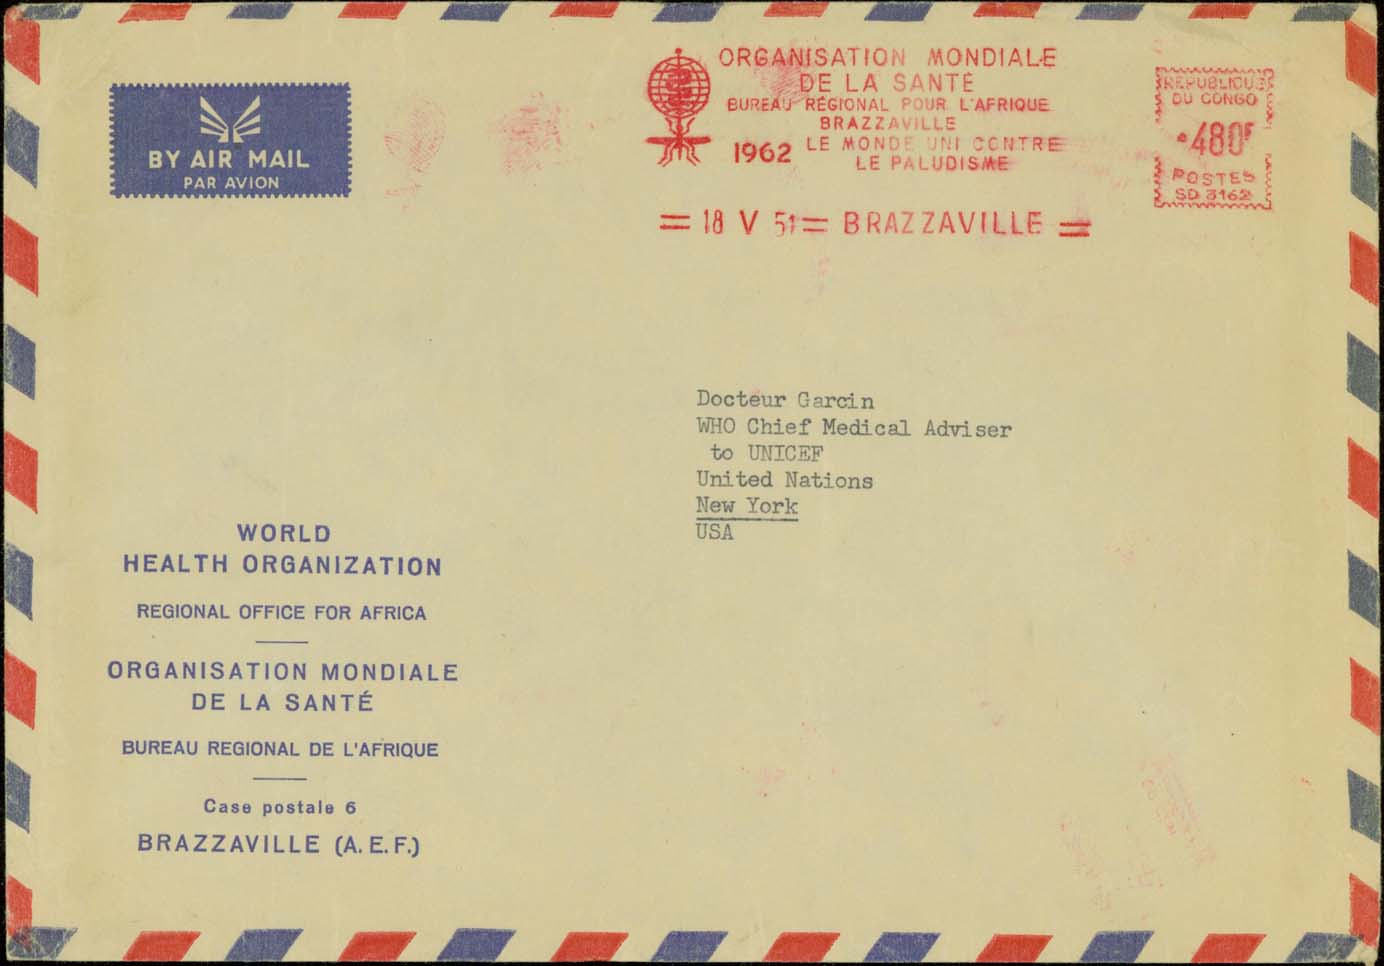 BY AIR MAIL
PAR AVION
ORGANISATION MONDIALE
DE LA SANTÉ
BUREAU RÉGIONAL POUR L'AFRIQUE
BRAZZAVILLE
1962 LE MONDE UNI CONTRE
LE PALUDISME
= 18 V 51 = BRAZZAVILLE =
REPUBLIQUE
DU CONGO
480F
POSTES
SD 3162
Docteur Garcin
WHO Chief Medical Adviser
to UNICEF
United Nations
New York
USA
WORLD
HEALTH ORGANIZATION
REGIONAL OFFICE FOR AFRICA
ORGANISATION MONDIALE
DE LA SANTÉ
BUREAU REGIONAL DE L'AFRIQUE
Case postale 6
BRAZZAVILLE (A. E. F.)